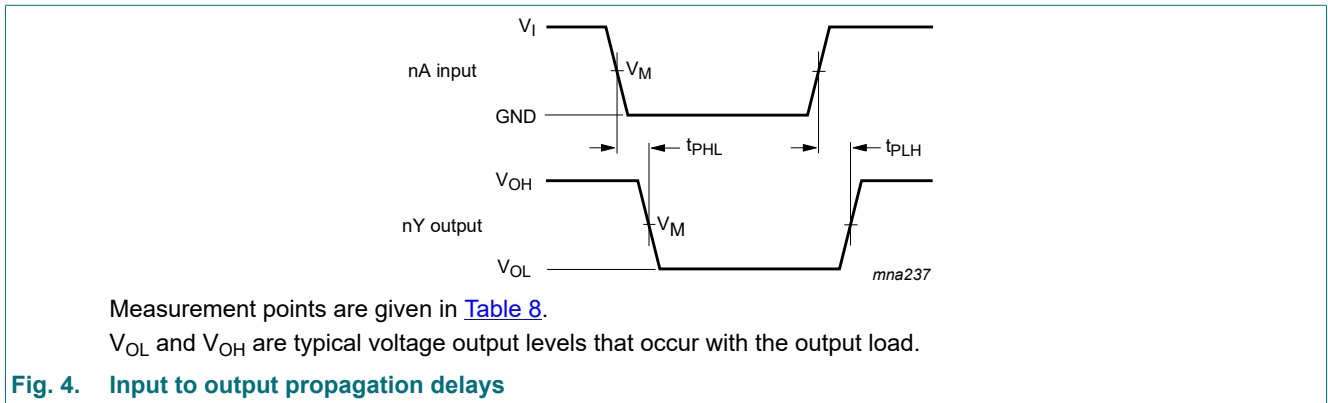 V_I
nA input
V_M
GND
t_PHL
t_PLH
V_OH
nY output
V_M
V_OL
mna237
Measurement points are given in Table 8.
V_OL and V_OH are typical voltage output levels that occur with the output load.
Fig. 4. Input to output propagation delays